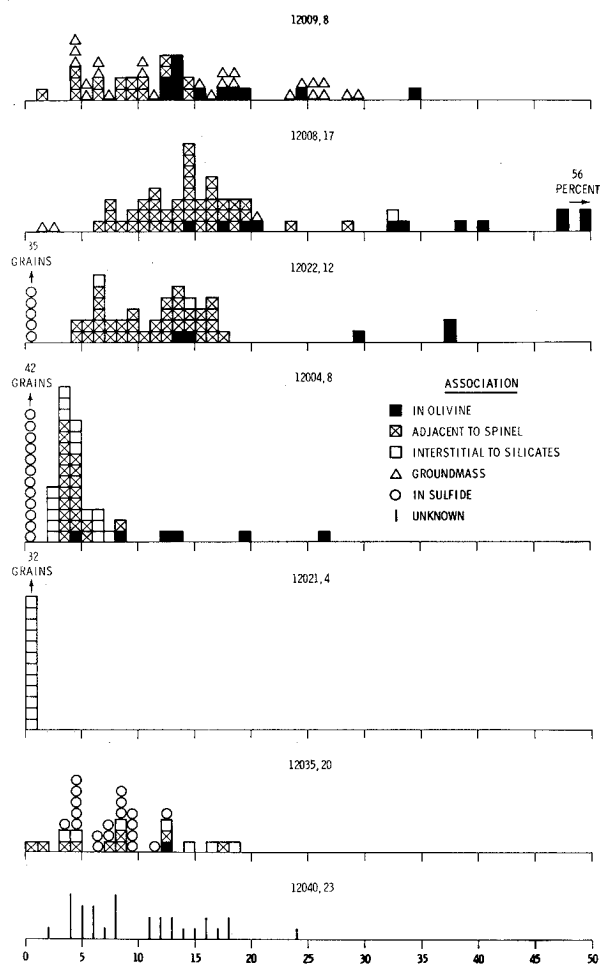 12009, 8
12008, 17
56
PERCENT
35
GRAINS
12022, 12
42
GRAINS
12004, 8
ASSOCIATION
IN OLIVINE
ADJACENT TO SPINEL
INTERSTITIAL TO SILICATES
GROUNDMASS
IN SULFIDE
UNKNOWN
32
GRAINS
12021, 4
12035, 20
12040, 23
0 5 10 15 20 25 30 35 40 45 50